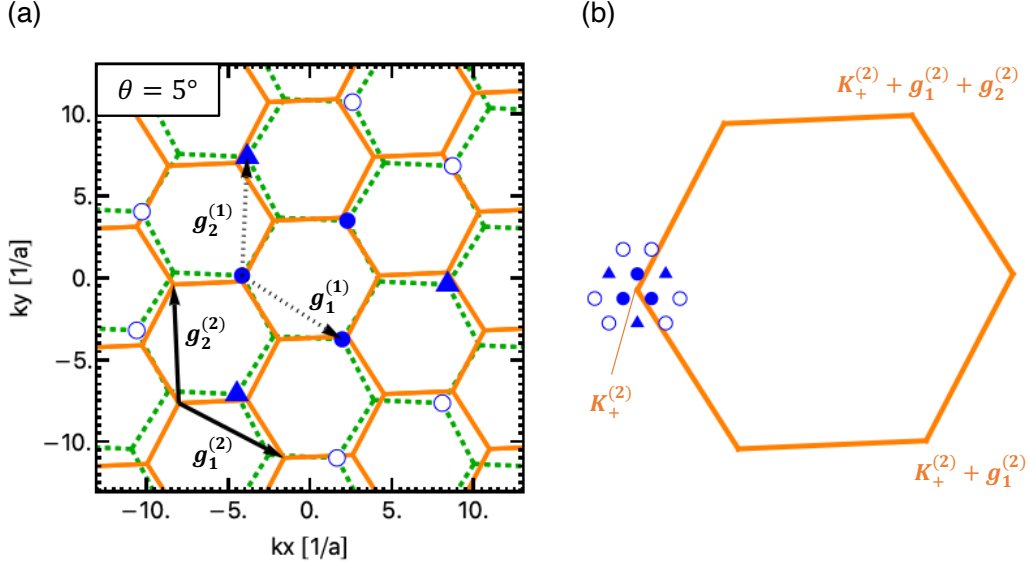 (a)
(b)
θ = 5°
10.
5.
0.
−5.
−10.
−10.
−5.
0.
5.
10.
ky [1/a]
kx [1/a]
g₂⁽¹⁾
g₁⁽¹⁾
g₂⁽²⁾
g₁⁽²⁾
K₊⁽²⁾ + g₁⁽²⁾ + g₂⁽²⁾
K₊⁽²⁾
K₊⁽²⁾ + g₁⁽²⁾